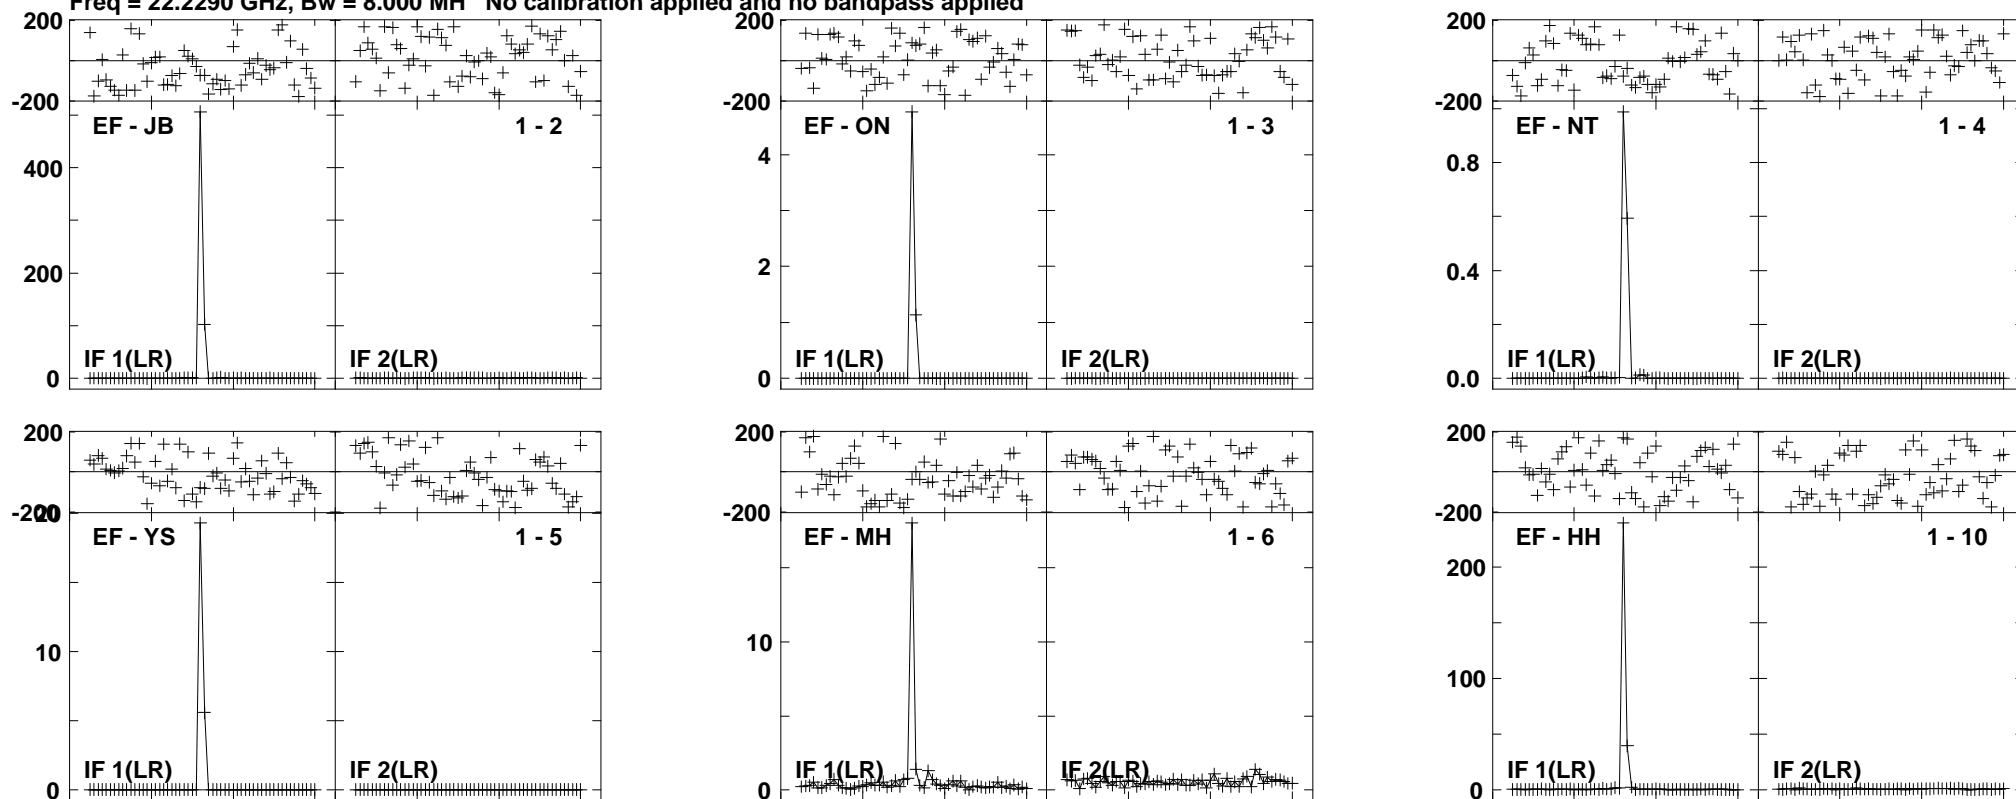 Freq = 22.2290 GHz, Bw = 8.000 MH No calibration applied and no bandpass applied
200
-200
EF - JB
1 - 2
400
200
0
IF 1(LR)
IF 2(LR)
EF - ON
1 - 3
4
2
0
IF 1(LR)
IF 2(LR)
200
-200
EF - NT
1 - 4
0.8
0.4
0.0
IF 1(LR)
IF 2(LR)
200
-200
20
EF - YS
1 - 5
10
0
IF 1(LR)
IF 2(LR)
200
-200
EF - MH
1 - 6
10
0
IF 1(LR)
IF 2(LR)
200
-200
EF - HH
1 - 10
200
100
0
IF 1(LR)
IF 2(LR)